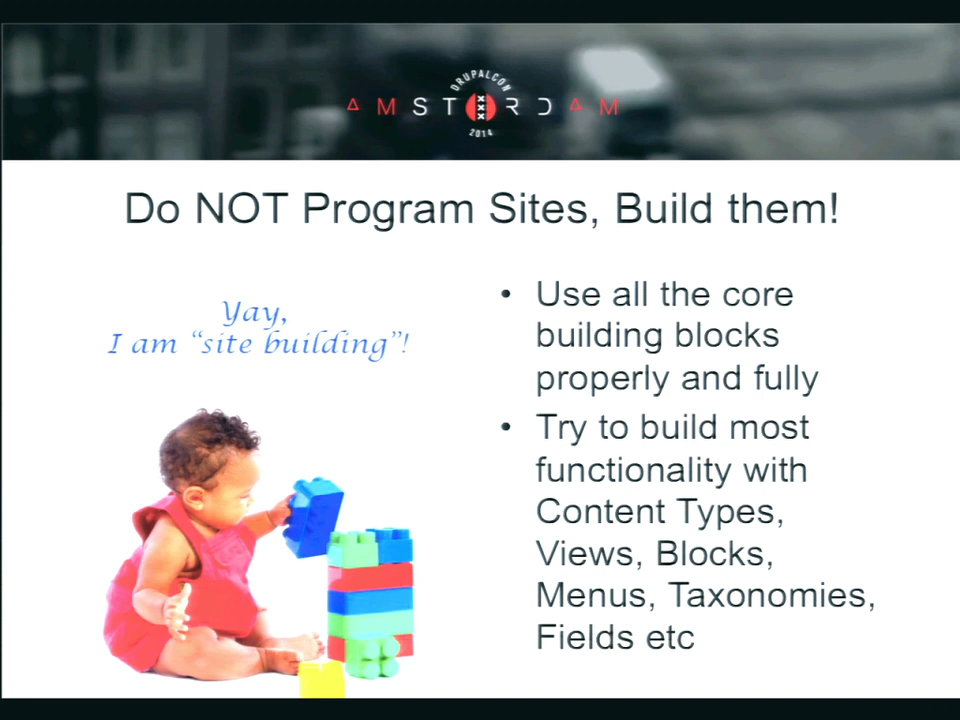 DRUPALCON
AMSTERDAM
2014
Do NOT Program Sites, Build them!
Yay,
I am “site building”!
• Use all the core
building blocks
properly and fully
• Try to build most
functionality with
Content Types,
Views, Blocks,
Menus, Taxonomies,
Fields etc